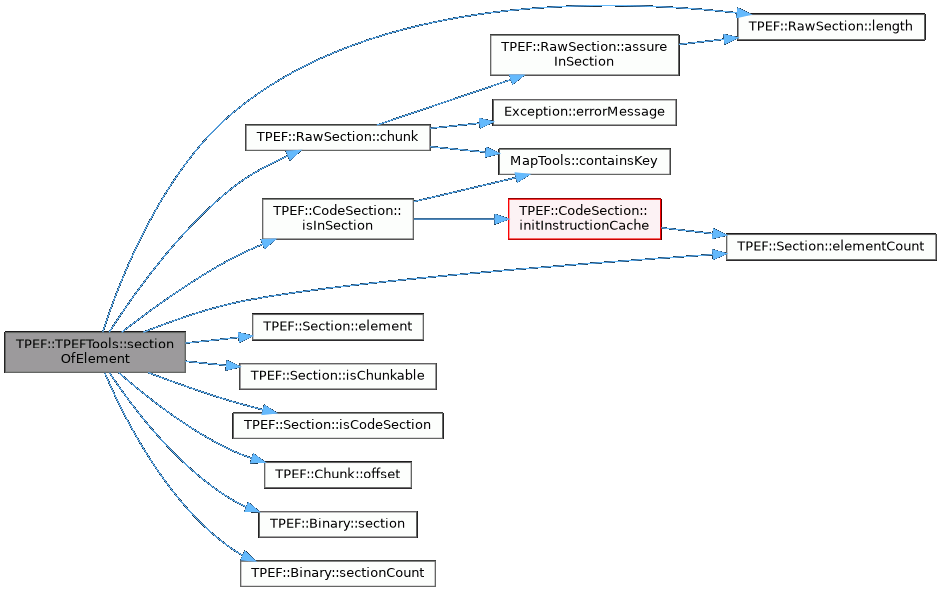 TPEF::RawSection::length
TPEF::RawSection::assure
InSection
Exception::errorMessage
TPEF::RawSection::chunk
MapTools::containsKey
TPEF::CodeSection::
isInSection
TPEF::CodeSection::
initInstructionCache
TPEF::Section::elementCount
TPEF::Section::element
TPEF::TPEFTools::section
OfElement
TPEF::Section::isChunkable
TPEF::Section::isCodeSection
TPEF::Chunk::offset
TPEF::Binary::section
TPEF::Binary::sectionCount